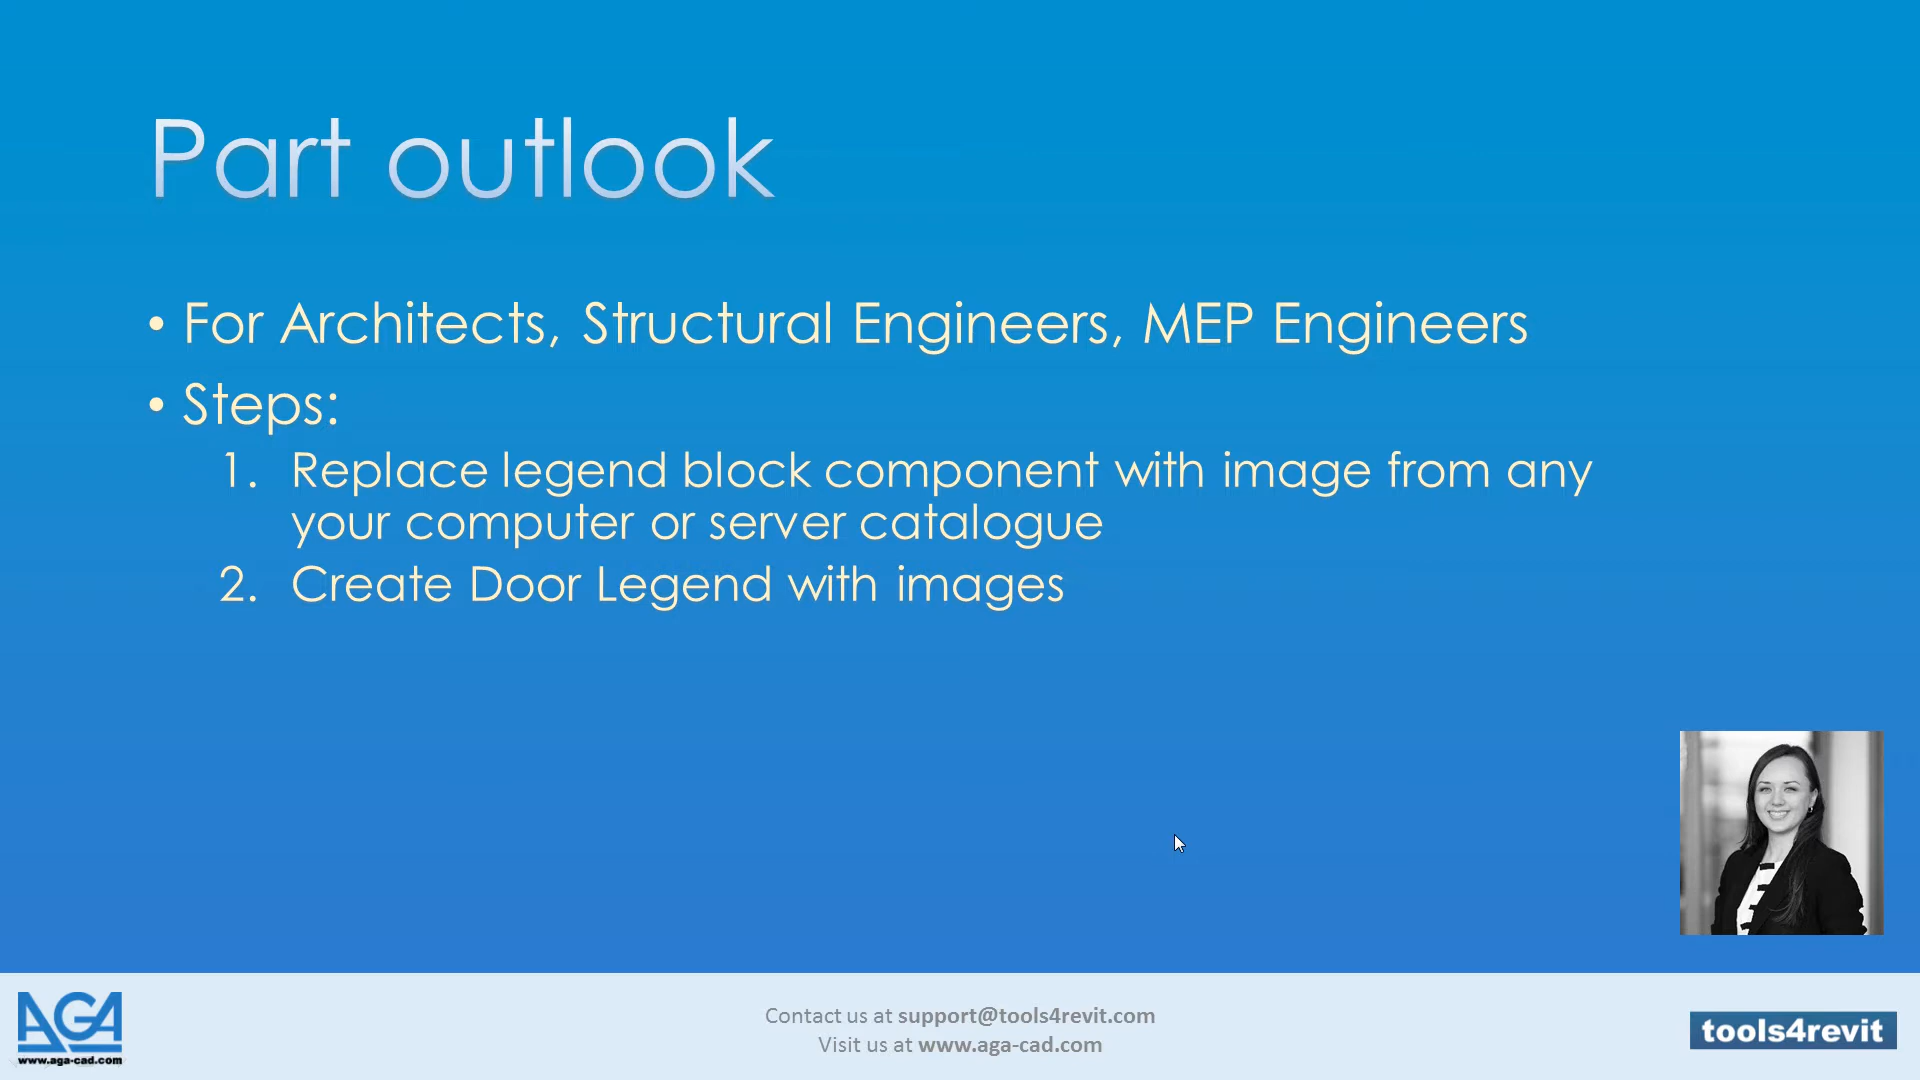 Part outlook
• For Architects, Structural Engineers, MEP Engineers
• Steps:
1. Replace legend block component with image from any
your computer or server catalogue
2. Create Door Legend with images
AGA
www.aga-cad.com
Contact us at support@tools4revit.com
Visit us at www.aga-cad.com
tools4revit